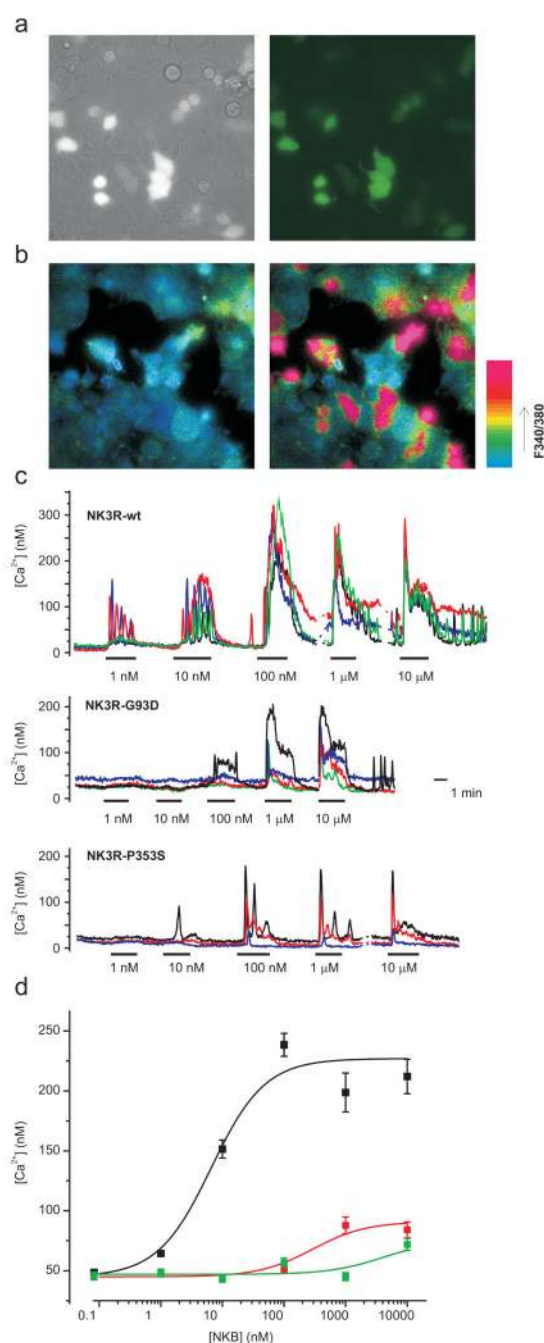 a
b
F340/380
c
NK3R-wt
[Ca²⁺] (nM)
300
200
100
0
1 nM 10 nM 100 nM 1 µM 10 µM
NK3R-G93D
[Ca²⁺] (nM)
200
100
0
1 min
1 nM 10 nM 100 nM 1 µM 10 µM
NK3R-P353S
[Ca²⁺] (nM)
200
100
0
1 nM 10 nM 100 nM 1 µM 10 µM
d
[Ca²⁺] (nM)
250
200
150
100
50
0.1 1 10 100 1000 10000
[NKB] (nM)